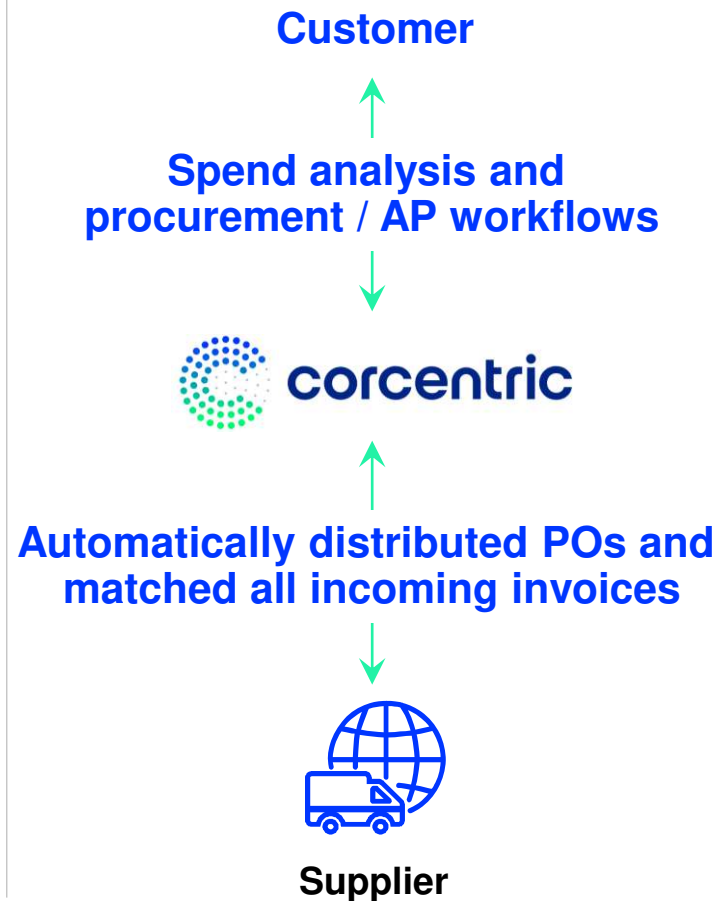 Customer
Spend analysis and
procurement / AP workflows
corcentric
Automatically distributed POs and
matched all incoming invoices
Supplier